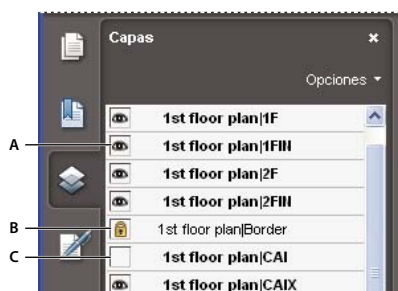 Capas
Opciones
1st floor plan|1F
A
1st floor plan|1FIN
1st floor plan|2F
1st floor plan|2FIN
B
1st floor plan|Border
C
1st floor plan|CAI
1st floor plan|CAIX